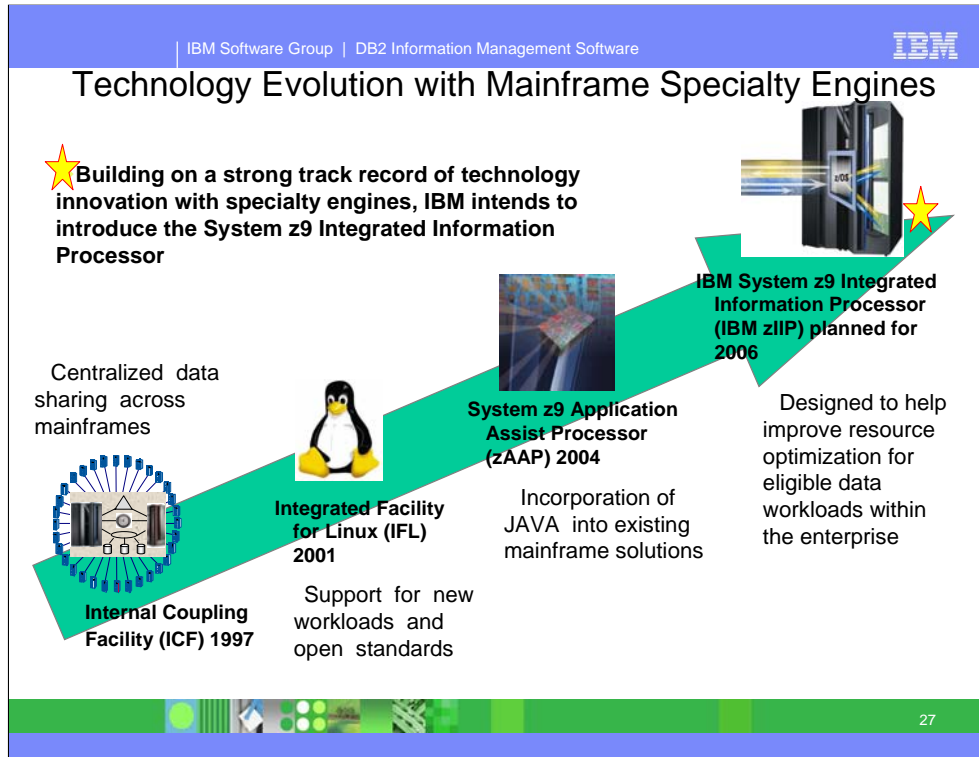 IBM Software Group | DB2 Information Management Software
IBM
Technology Evolution with Mainframe Specialty Engines
Building on a strong track record of technology
innovation with specialty engines, IBM intends to
introduce the System z9 Integrated Information
Processor
z/OS
IBM System z9 Integrated
Information Processor
(IBM zIIP) planned for
2006
Designed to help
improve resource
optimization for
eligible data
workloads within
the enterprise
System z9 Application
Assist Processor
(zAAP) 2004
Incorporation of
JAVA into existing
mainframe solutions
Integrated Facility
for Linux (IFL)
2001
Support for new
workloads and
open standards
Centralized data
sharing across
mainframes
Internal Coupling
Facility (ICF) 1997
27